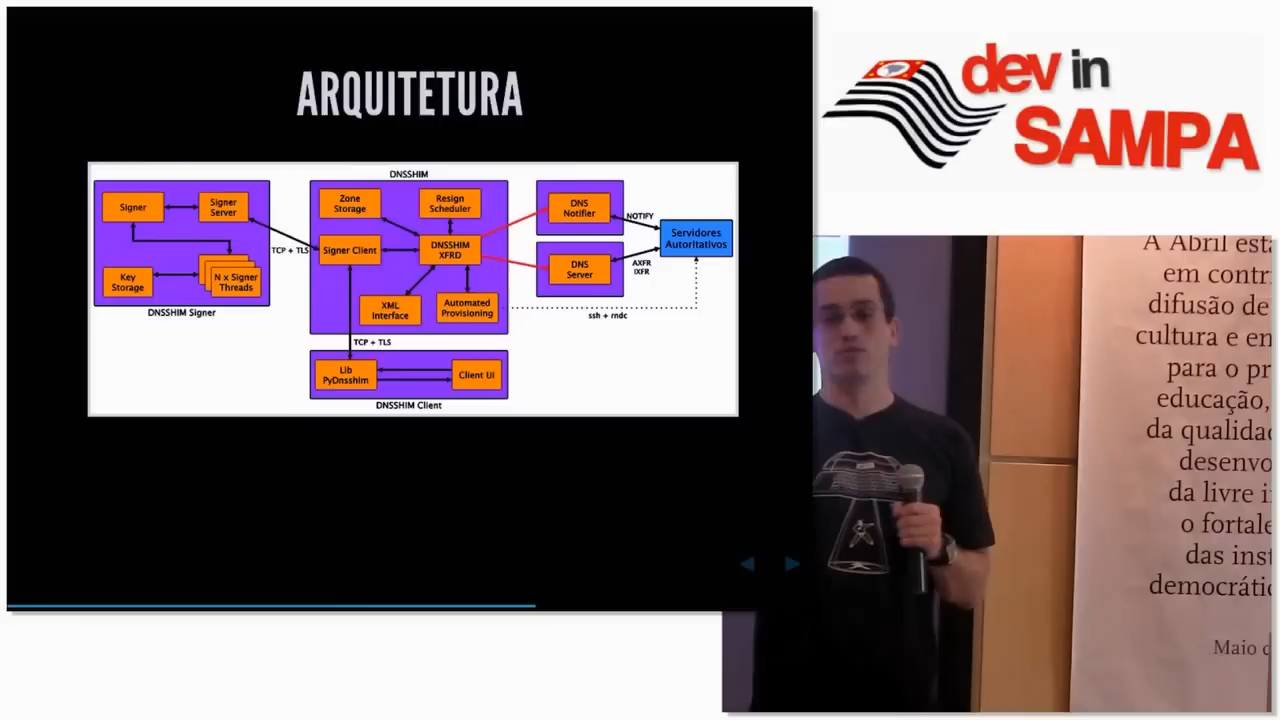 ARQUITETURA
DNSSHIM
Signer
Signer
Server
Key
Storage
N x Signer
Threads
DNSSHIM Signer
TCP + TLS
Zone
Storage
Resign
Scheduler
Signer Client
DNSSHIM
XFRD
XML
Interface
Automated
Provisioning
DNS
Notifier
DNS
Server
NOTIFY
AXFR
IXFR
Servidores
Autoritativos
ssh + rndc
TCP + TLS
Lib
PyDnsshim
Client UI
DNSSHIM Client
dev in
SAMPA
A Abril est
em contri
difusão de
cultura e en
para o pr
educação,
da qualidad
desenvo
da livre i
o fortale
das inst
democrátic
Maio d